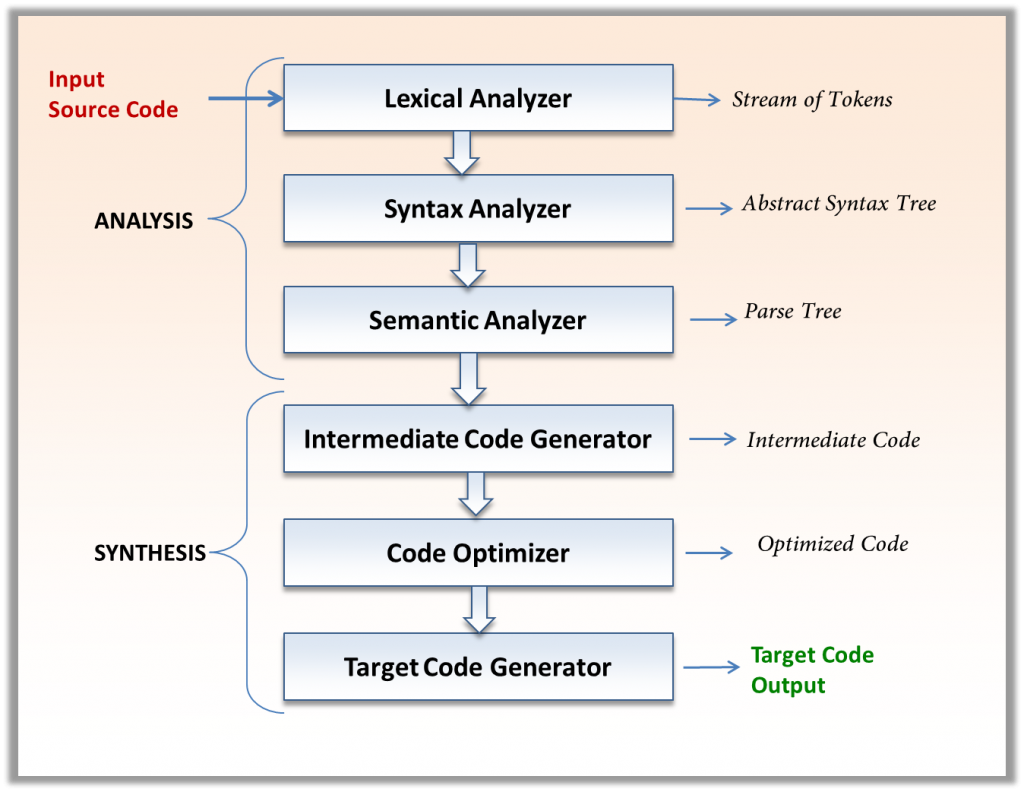 Input
Source Code
Lexical Analyzer
Stream of Tokens
ANALYSIS
Syntax Analyzer
Abstract Syntax Tree
Semantic Analyzer
Parse Tree
Intermediate Code Generator
Intermediate Code
SYNTHESIS
Code Optimizer
Optimized Code
Target Code Generator
Target Code
Output